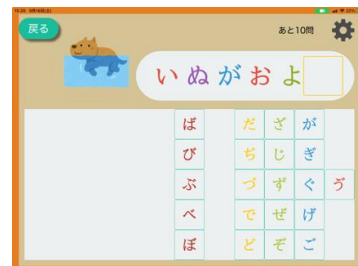 戻る
あと10問
いぬがおよ
ば だ ざ が
び ぢ じ ぎ
ぶ づ ず ぐ ゔ
べ で ぜ げ
ぼ ど ぞ ご